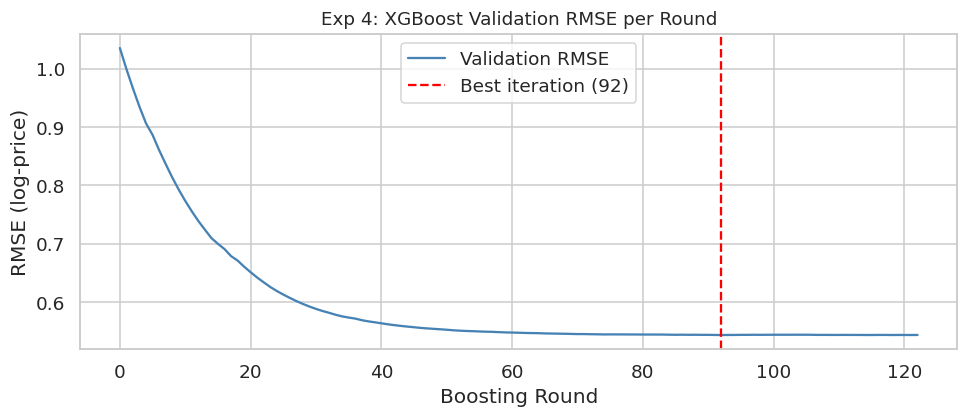 Exp 4: XGBoost Validation RMSE per Round
Validation RMSE
Best iteration (92)
RMSE (log-price)
1.0
0.9
0.8
0.7
0.6
0 20 40 60 80 100 120
Boosting Round